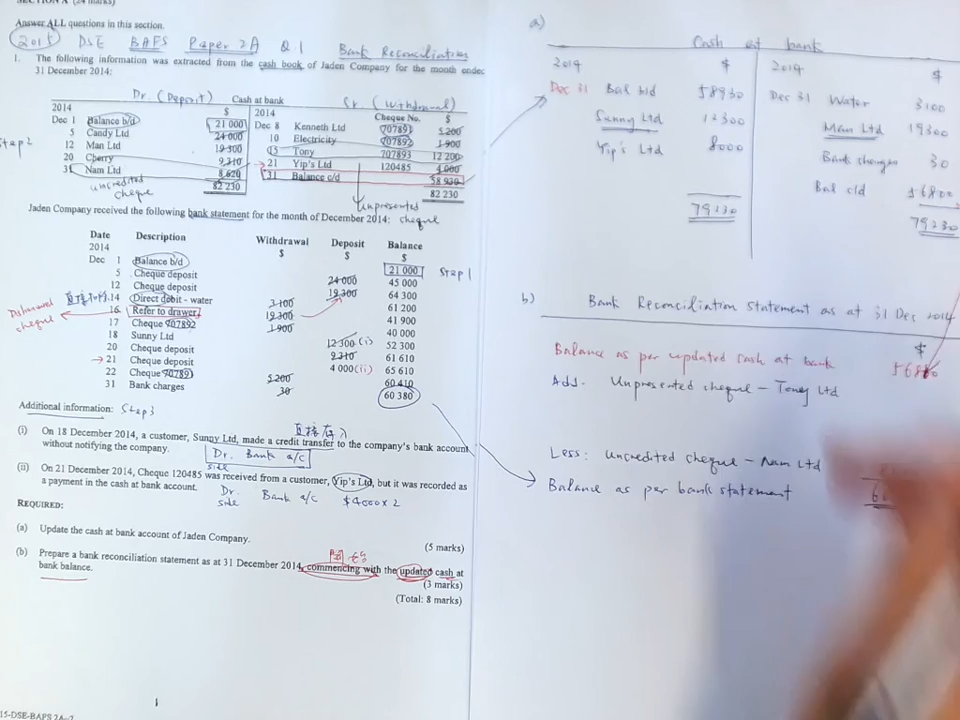 SECTION A (24 marks)
Answer ALL questions in this section.
2015 DSE BAFS Paper 2A Q.1 Bank Reconciliation
1. The following information was extracted from the cash book of Jaden Company for the month ended
31 December 2014:
Dr (Deposit) Cash at bank Cr (Withdrawal)
2014 $ 2014 Cheque No. $
Dec 1 Balance b/d 21 000 Dec 8 Kenneth Ltd 707891 5 200
5 Candy Ltd 24 000 10 Electricity 707892 1 900
12 Man Ltd 19 300 15 Tony 707893 12 200
20 Cherry 9 310 21 Yip's Ltd 120485 4 000
31 Nam Ltd 8 620 31 Balance c/d 58 930
82 230 82 230
Step 2
uncredited cheque
Unpresented cheque
Jaden Company received the following bank statement for the month of December 2014:
Date Description Withdrawal Deposit Balance
2014 $ $ $
Dec 1 Balance b/d 21 000 Step 1
5 Cheque deposit 24 000 45 000
12 Cheque deposit 19 300 64 300
14 Direct debit - water 3 100 61 200
16 Refer to drawer 19 300 41 900
17 Cheque 707892 1 900 40 000
18 Sunny Ltd 12 300 (i) 52 300
20 Cheque deposit 9 310 61 610
21 Cheque deposit 4 000 (ii) 65 610
22 Cheque 707891 5 200 60 410
31 Bank charges 30 60 380
Dishonoured cheque
Additional information: Step 3
直接存入
(i) On 18 December 2014, a customer, Sunny Ltd, made a credit transfer to the company's bank account
without notifying the company. Dr. Bank a/c
side
(ii) On 21 December 2014, Cheque 120485 was received from a customer, Yip's Ltd, but it was recorded as
a payment in the cash at bank account. Dr. side Bank a/c $4000 x 2
REQUIRED:
(a) Update the cash at bank account of Jaden Company.
(5 marks)
開始
(b) Prepare a bank reconciliation statement as at 31 December 2014, commencing with the updated cash at
bank balance.
(3 marks)
(Total: 8 marks)
1
15-DSE-BAFS 2A-2
a)
Cash at bank
2014 $ 2014 $
Dec 31 Bal b/d 58930 Dec 31 Water 3100
Sunny Ltd 12300 Man Ltd 19300
Yip's Ltd 8000 Bank charges 30
Bal c/d 56800
79230 79230
b) Bank Reconciliation statement as at 31 Dec 2014
$
Balance as per updated cash at bank 56800
Add: Unpresented cheque - Tony Ltd
Less: Uncredited cheque - Nam Ltd
Balance as per bank statement